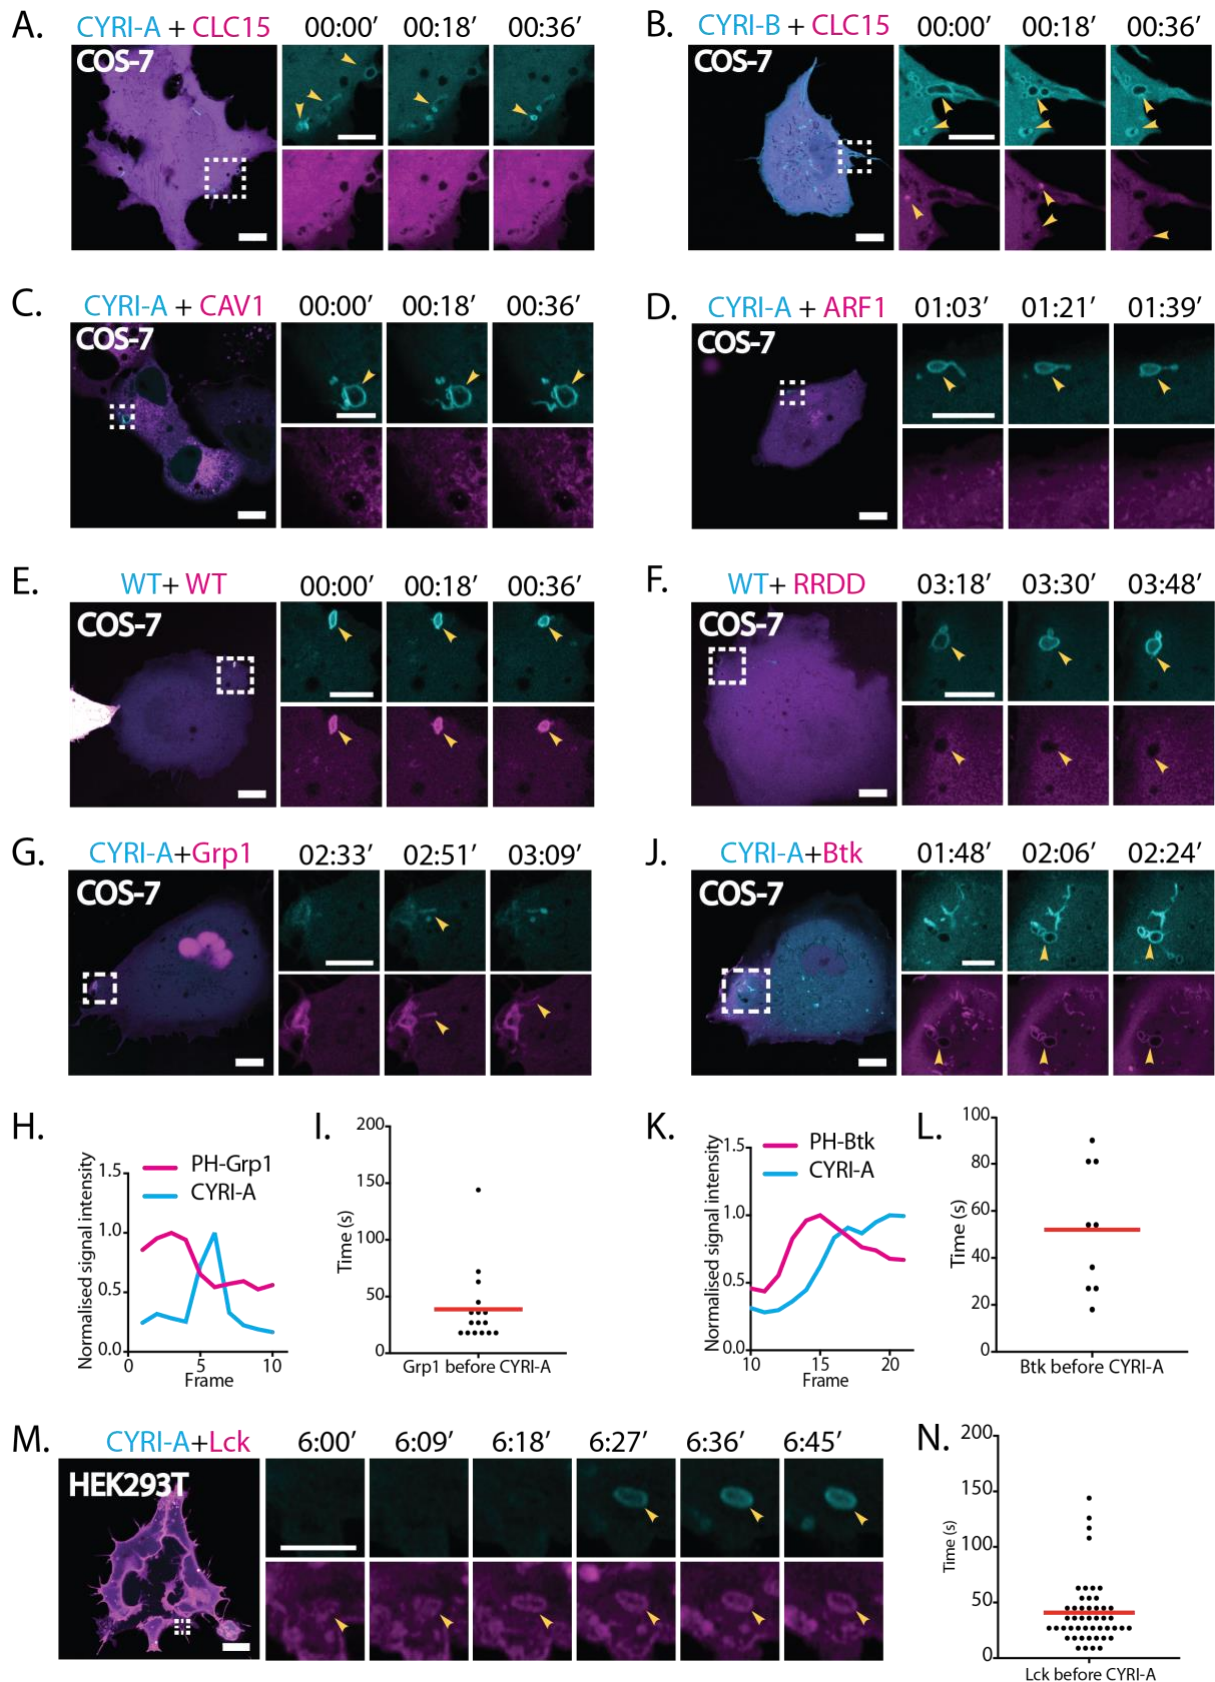 A. CYRI-A + CLC15 00:00′ 00:18′ 00:36′
COS-7
B. CYRI-B + CLC15 00:00′ 00:18′ 00:36′
COS-7
C. CYRI-A + CAV1 00:00′ 00:18′ 00:36′
COS-7
D. CYRI-A + ARF1 01:03′ 01:21′ 01:39′
COS-7
E. WT+ WT 00:00′ 00:18′ 00:36′
COS-7
F. WT+ RRDD 03:18′ 03:30′ 03:48′
COS-7
G. CYRI-A+Grp1 02:33′ 02:51′ 03:09′
COS-7
J. CYRI-A+Btk 01:48′ 02:06′ 02:24′
COS-7
H.
PH-Grp1
CYRI-A
Normalised signal intensity
1.5
1.0
0.5
0.0
0 5 10
Frame
I.
Time (s)
200
150
100
50
0
Grp1 before CYRI-A
K.
PH-Btk
CYRI-A
Normalised signal intensity
1.5
1.0
0.5
0.0
10 15 20
Frame
L.
Time (s)
100
80
60
40
20
0
Btk before CYRI-A
M. CYRI-A+Lck 6:00′ 6:09′ 6:18′ 6:27′ 6:36′ 6:45′
HEK293T
N.
Time (s)
200
150
100
50
0
Lck before CYRI-A